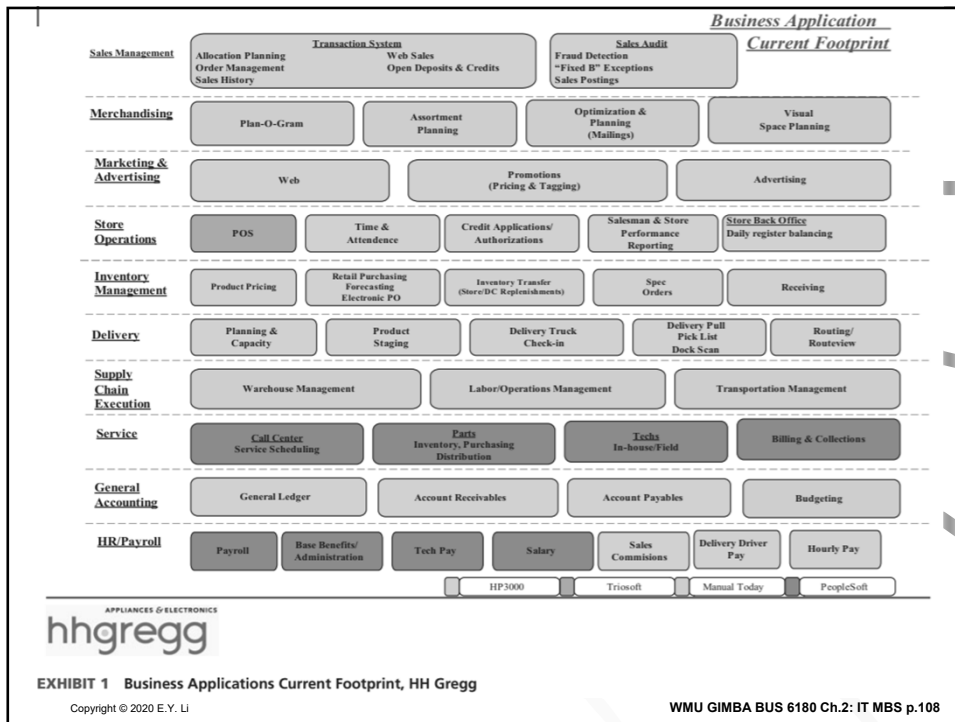 Business Application
Current Footprint
Sales Management
Transaction System
Allocation Planning
Web Sales
Order Management
Open Deposits & Credits
Sales History
Sales Audit
Fraud Detection
“Fixed B” Exceptions
Sales Postings
Merchandising
Plan-O-Gram
Assortment
Planning
Optimization &
Planning
(Mailings)
Visual
Space Planning
Marketing &
Advertising
Web
Promotions
(Pricing & Tagging)
Advertising
Store
Operations
POS
Time &
Attendence
Credit Applications/
Authorizations
Salesman & Store
Performance
Reporting
Store Back Office
Daily register balancing
Inventory
Management
Product Pricing
Retail Purchasing
Forecasting
Electronic PO
Inventory Transfer
(Store/DC Replenishments)
Spec
Orders
Receiving
Delivery
Planning &
Capacity
Product
Staging
Delivery Truck
Check-in
Delivery Pull
Pick List
Dock Scan
Routing/
Routeview
Supply
Chain
Execution
Warehouse Management
Labor/Operations Management
Transportation Management
Service
Call Center
Service Scheduling
Parts
Inventory, Purchasing
Distribution
Techs
In-house/Field
Billing & Collections
General
Accounting
General Ledger
Account Receivables
Account Payables
Budgeting
HR/Payroll
Payroll
Base Benefits/
Administration
Tech Pay
Salary
Sales
Commisions
Delivery Driver
Pay
Hourly Pay
HP3000
Triosoft
Manual Today
PeopleSoft
APPLIANCES & ELECTRONICS
hhgregg
EXHIBIT 1 Business Applications Current Footprint, HH Gregg
Copyright © 2020 E.Y. Li
WMU GIMBA BUS 6180 Ch.2: IT MBS p.108